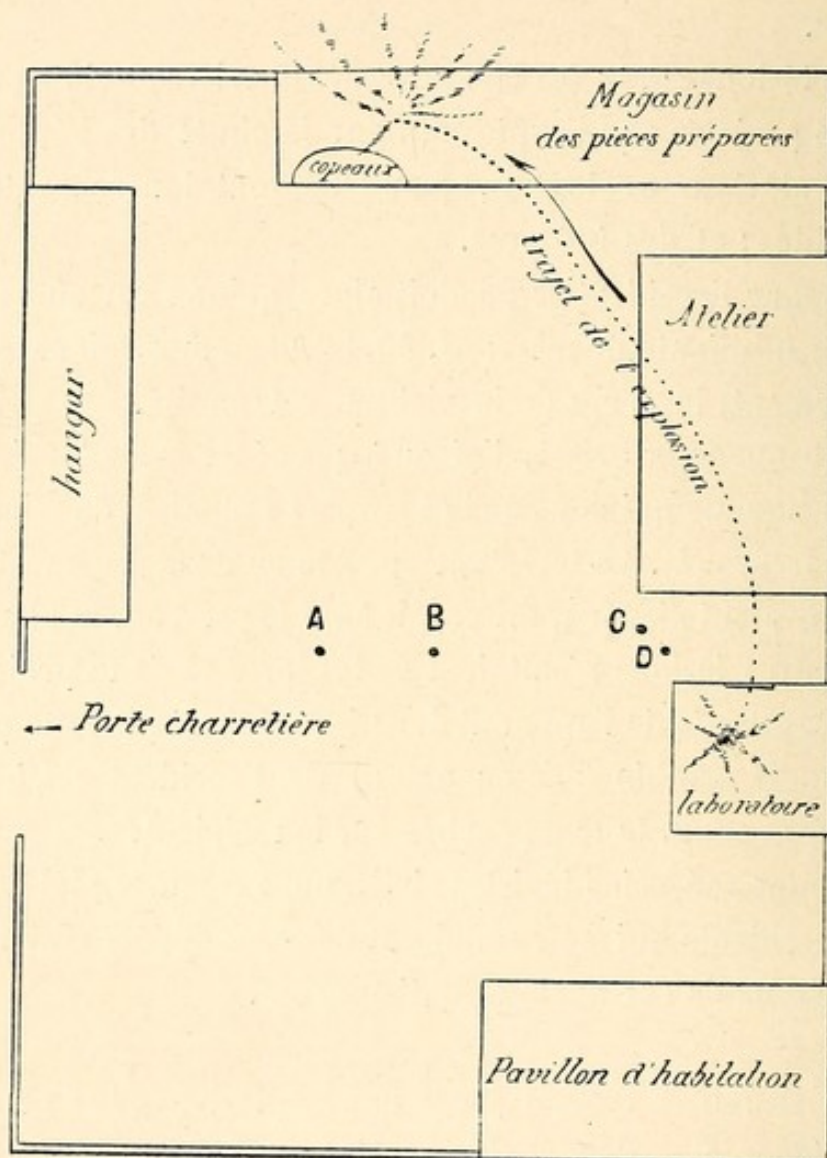 Magasin
des pièces préparées
copeaux
trajet de l'explosion
Atelier
hangar
A
B
C
D
Porte charretière
laboratoire
Pavillon d'habitation